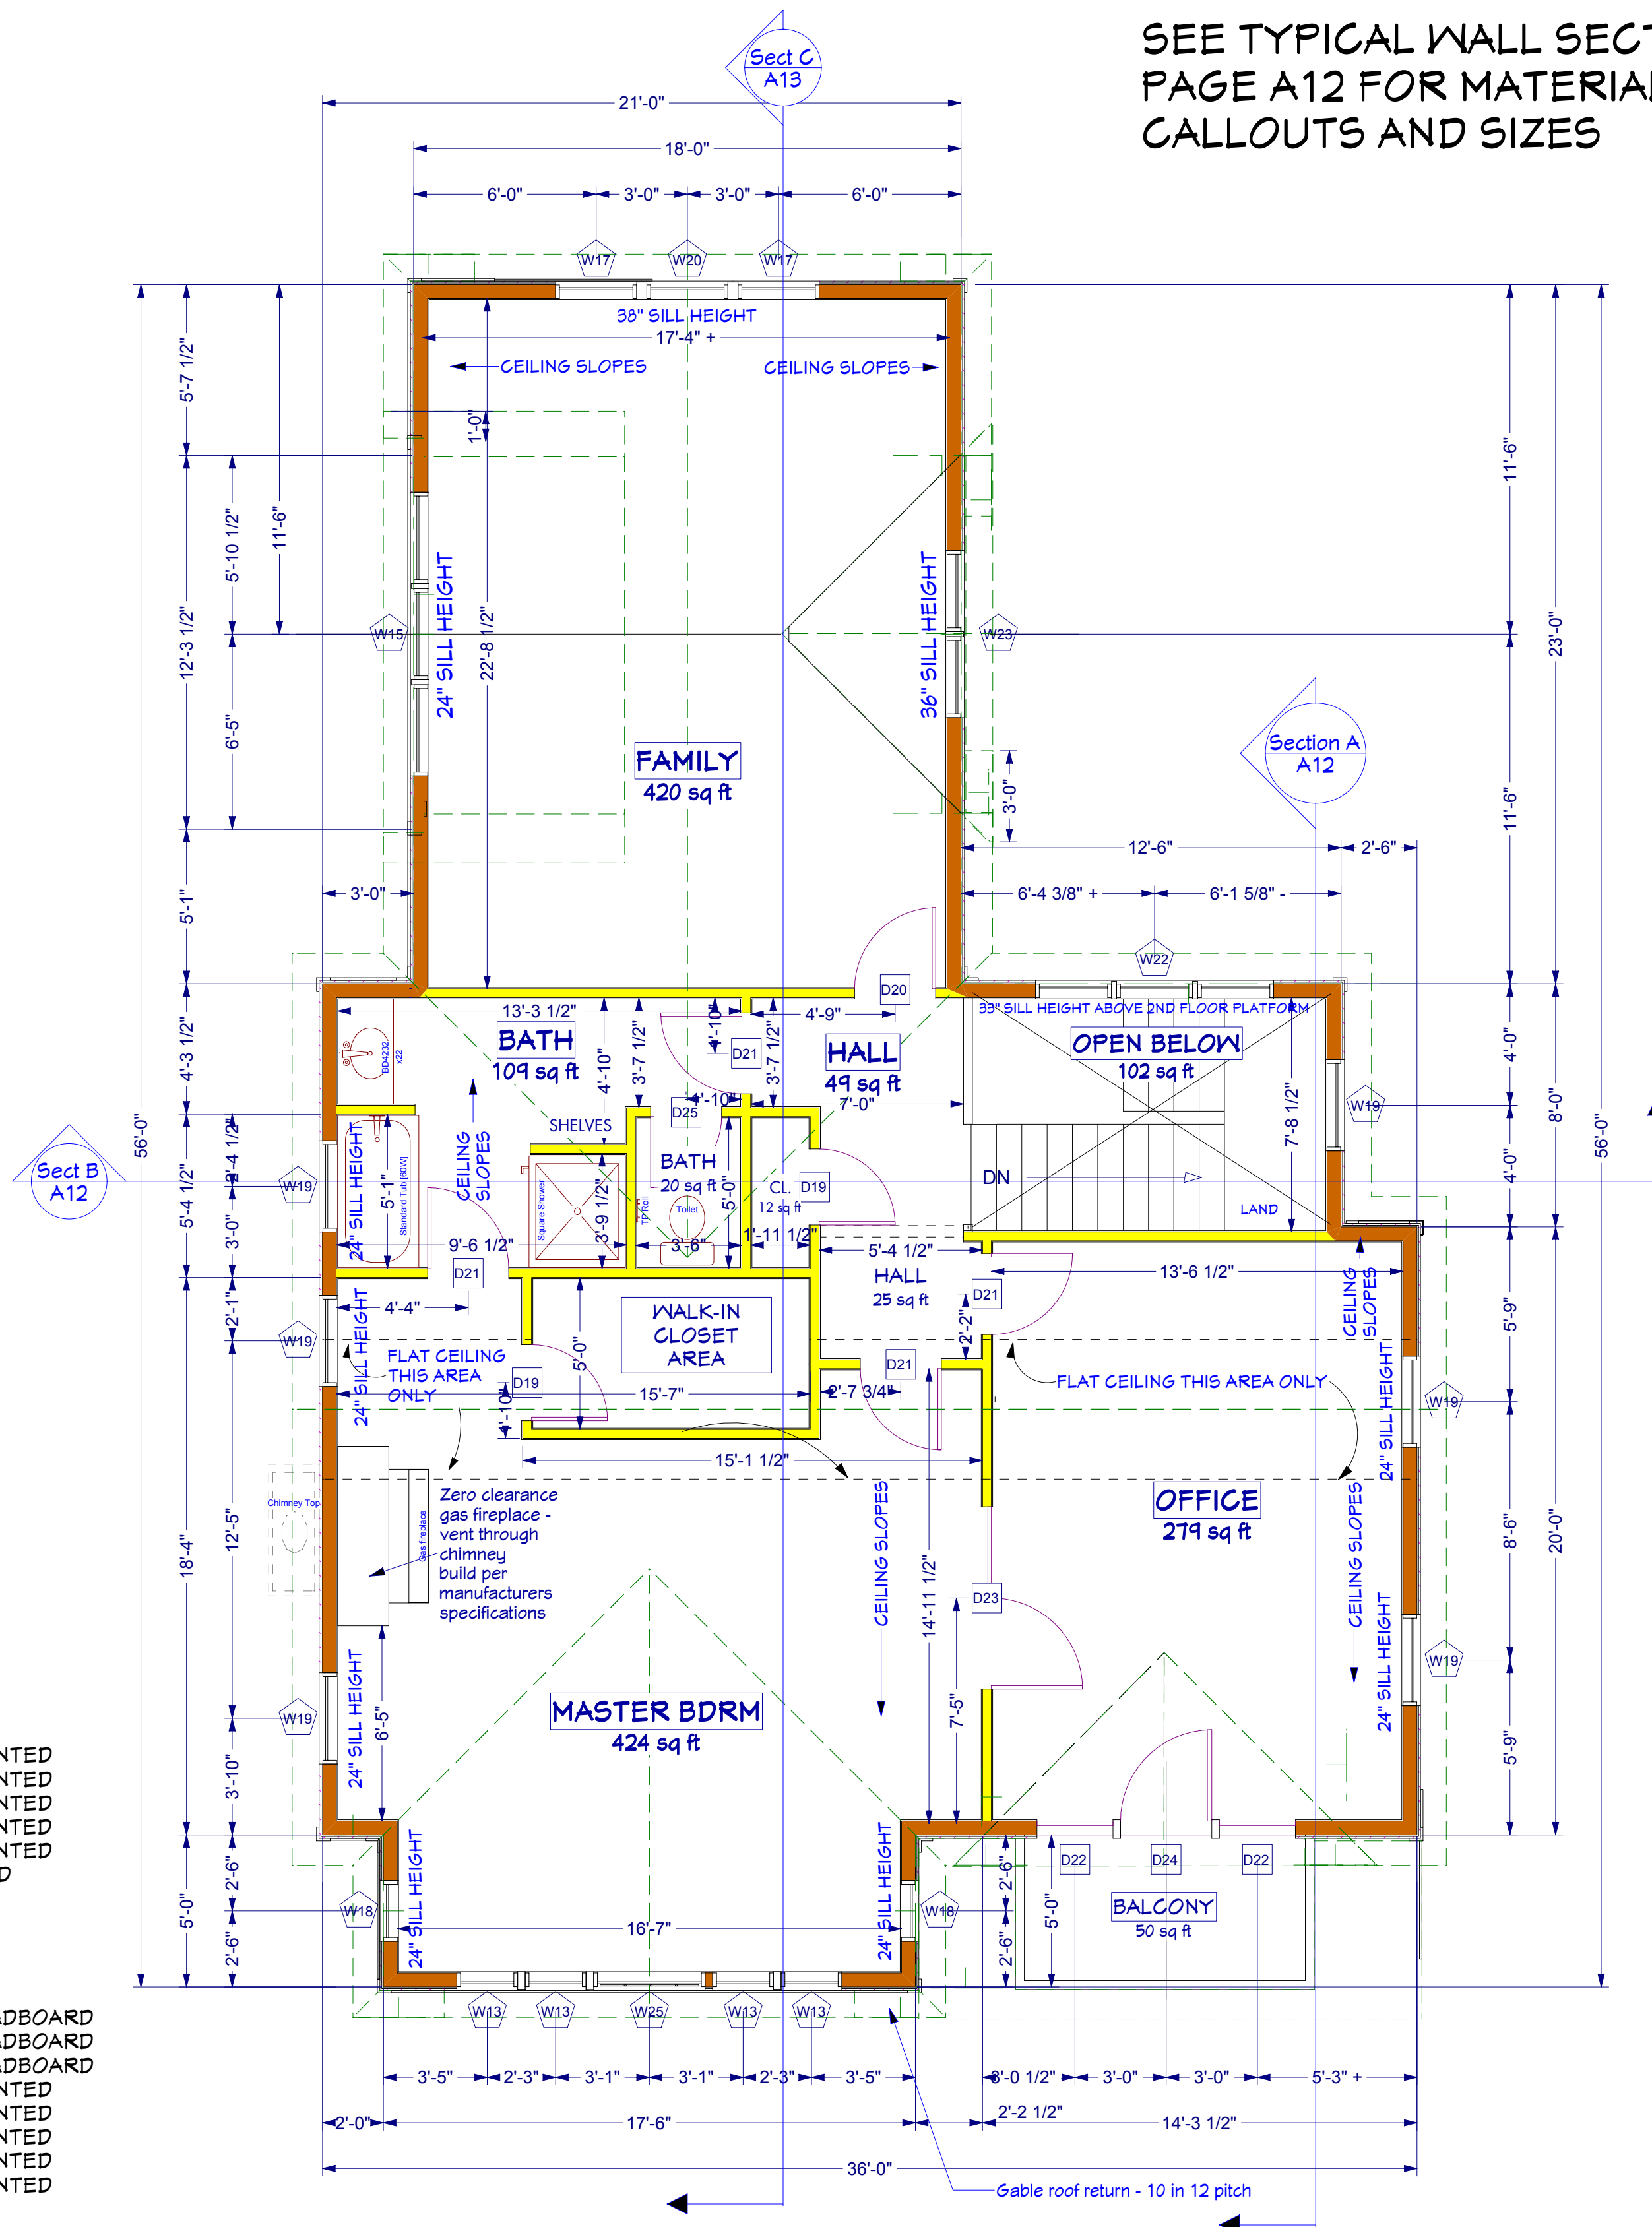 SEE TYPICAL WALL SECT
PAGE A12 FOR MATERIAL
CALLOUTS AND SIZES
Sect C
A13
21'-0"
18'-0"
6'-0"
3'-0"
3'-0"
6'-0"
W17
W20
W17
38" SILL HEIGHT
17'-4" +
CEILING SLOPES
CEILING SLOPES
1'-0"
5'-7 1/2"
12'-3 1/2"
5'-10 1/2"
11'-6"
6'-5"
5'-1"
W15
24" SILL HEIGHT
22'-8 1/2"
36" SILL HEIGHT
W23
FAMILY
420 sq ft
3'-0"
11'-6"
11'-6"
23'-0"
56'-0"
56'-0"
Section A
A12
12'-6"
2'-6"
6'-4 3/8" +
6'-1 5/8" -
W22
3'-0"
D20
33" SILL HEIGHT ABOVE 2ND FLOOR PLATFORM
13'-3 1/2"
BATH
109 sq ft
BD4232
x22
4'-10"
3'-7 1/2"
D21
3'-7 1/2"
4'-9"
HALL
49 sq ft
7'-0"
OPEN BELOW
102 sq ft
7'-8 1/2"
W19
4'-0"
4'-0"
8'-0"
4'-3 1/2"
5'-4 1/2"
2'-4 1/2"
3'-0"
Sect B
A12
W19
24" SILL HEIGHT
5'-1"
Standard Tub [60W]
CEILING
SLOPES
SHELVES
Square Shower
3'-9 1/2"
D25
BATH
20 sq ft
TP Roll
Toilet
5'-0"
3'-6"
CL.
12 sq ft
D19
1'-11 1/2"
DN
LAND
9'-6 1/2"
D21
4'-4"
5'-4 1/2"
HALL
25 sq ft
2'-2"
D21
13'-6 1/2"
CEILING
SLOPES
5'-9"
2'-1"
W19
24" SILL HEIGHT
FLAT CEILING
THIS AREA
ONLY
WALK-IN
CLOSET
AREA
5'-0"
15'-7"
D19
D21
2'-7 3/4"
FLAT CEILING THIS AREA ONLY
24" SILL HEIGHT
W19
15'-1 1/2"
Chimney Top
Gas fireplace
Zero clearance
gas fireplace -
vent through
chimney
build per
manufacturers
specifications
12'-5"
18'-4"
CEILING SLOPES
14'-11 1/2"
OFFICE
279 sq ft
D23
7'-5"
CEILING SLOPES
24" SILL HEIGHT
W19
8'-6"
20'-0"
5'-9"
W19
24" SILL HEIGHT
6'-5"
MASTER BDRM
424 sq ft
3'-10"
24" SILL HEIGHT
24" SILL HEIGHT
W18
W18
2'-6"
2'-6"
5'-0"
16'-7"
2'-6"
2'-6"
5'-0"
D22
D24
D22
BALCONY
50 sq ft
W13
W13
W25
W13
W13
3'-5"
2'-3"
3'-1"
3'-1"
2'-3"
3'-5"
3'-0 1/2"
3'-0"
3'-0"
5'-3" +
2'-0"
17'-6"
2'-2 1/2"
14'-3 1/2"
36'-0"
Gable roof return - 10 in 12 pitch
NTED
NTED
NTED
NTED
NTED
D
ADBOARD
ADBOARD
ADBOARD
NTED
NTED
NTED
NTED
NTED